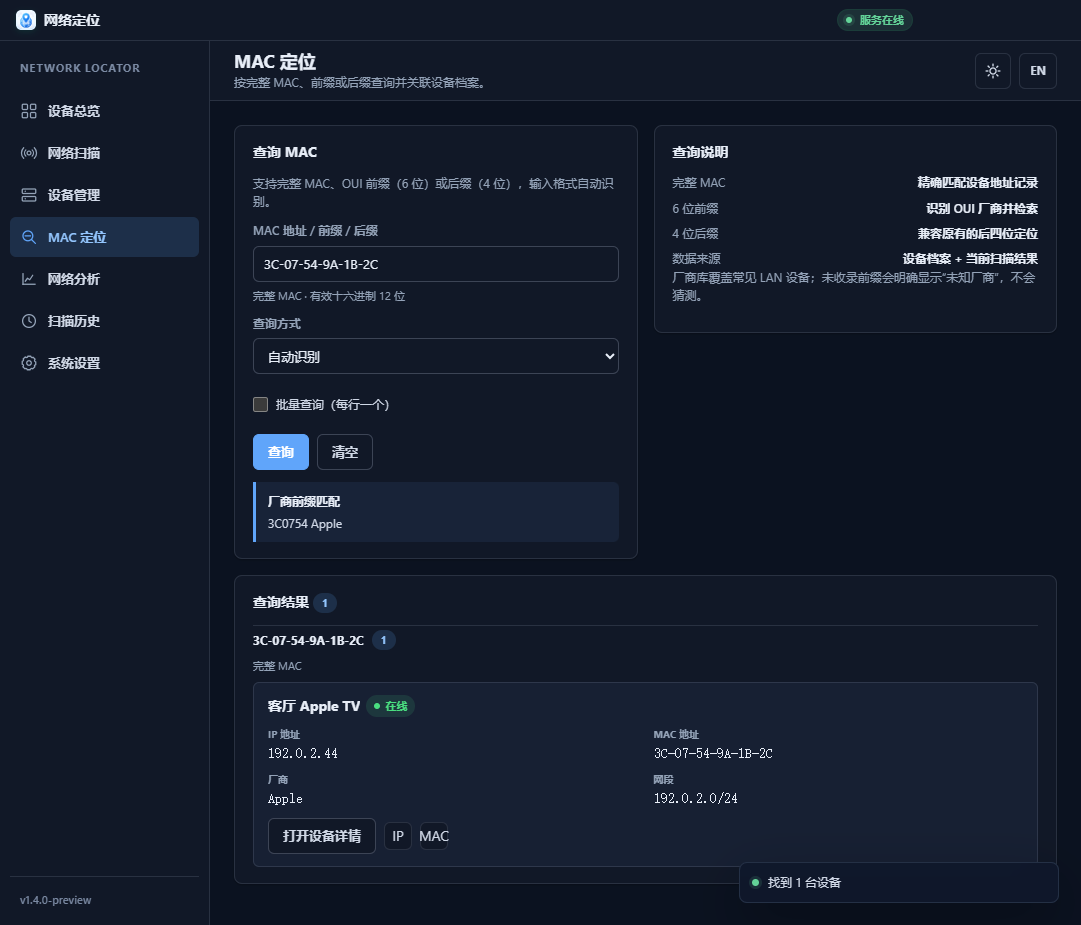 网络定位
服务在线
NETWORK LOCATOR
设备总览
网络扫描
设备管理
MAC 定位
网络分析
扫描历史
系统设置
v1.4.0-preview
MAC 定位
按完整 MAC、前缀或后缀查询并关联设备档案。
EN
查询 MAC
支持完整 MAC、OUI 前缀（6 位）或后缀（4 位），输入格式自动识
别。
MAC 地址 / 前缀 / 后缀
3C-07-54-9A-1B-2C
完整 MAC · 有效十六进制 12 位
查询方式
自动识别
批量查询（每行一个）
查询
清空
厂商前缀匹配
3C0754 Apple
查询说明
完整 MAC 精确匹配设备地址记录
6 位前缀 识别 OUI 厂商并检索
4 位后缀 兼容原有的后四位定位
数据来源 设备档案 + 当前扫描结果
厂商库覆盖常见 LAN 设备；未收录前缀会明确显示“未知厂商”，不会
猜测。
查询结果 1
3C-07-54-9A-1B-2C 1
完整 MAC
客厅 Apple TV 在线
IP 地址
192.0.2.44
MAC 地址
3C-07-54-9A-1B-2C
厂商
Apple
网段
192.0.2.0/24
打开设备详情
IP
MAC
找到 1 台设备